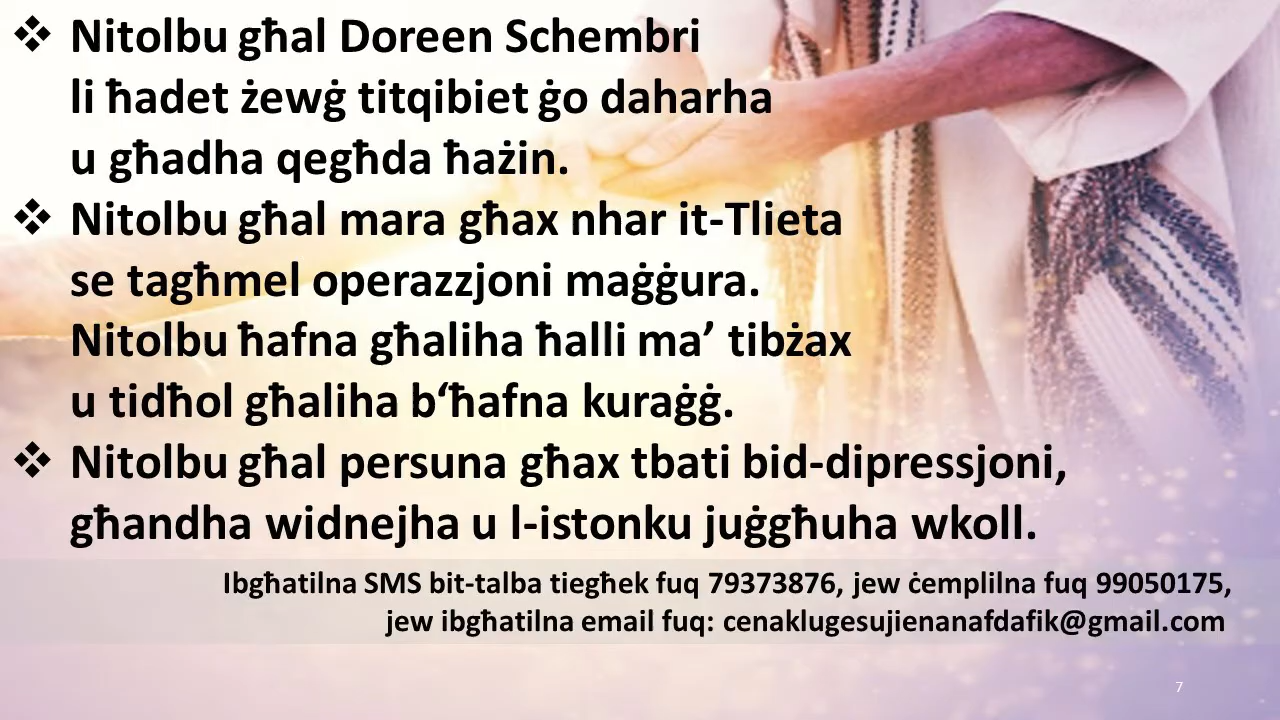 ❖ Nitolbu għal Doreen Schembri
li ħadet żewġ titqibiet ġo daharha
u għadha qegħda ħażin.
❖ Nitolbu għal mara għax nhar it-Tlieta
se tagħmel operazzjoni maġġura.
Nitolbu ħafna għaliha ħalli ma’ tibżax
u tidħol għaliha b‘ħafna kuraġġ.
❖ Nitolbu għal persuna għax tbati bid-dipressjoni,
għandha widnejha u l-istonku juġgħuha wkoll.
Ibgħatilna SMS bit-talba tiegħek fuq 79373876, jew ċemplilna fuq 99050175,
jew ibgħatilna email fuq: cenaklugesujienanafdafik@gmail.com
7